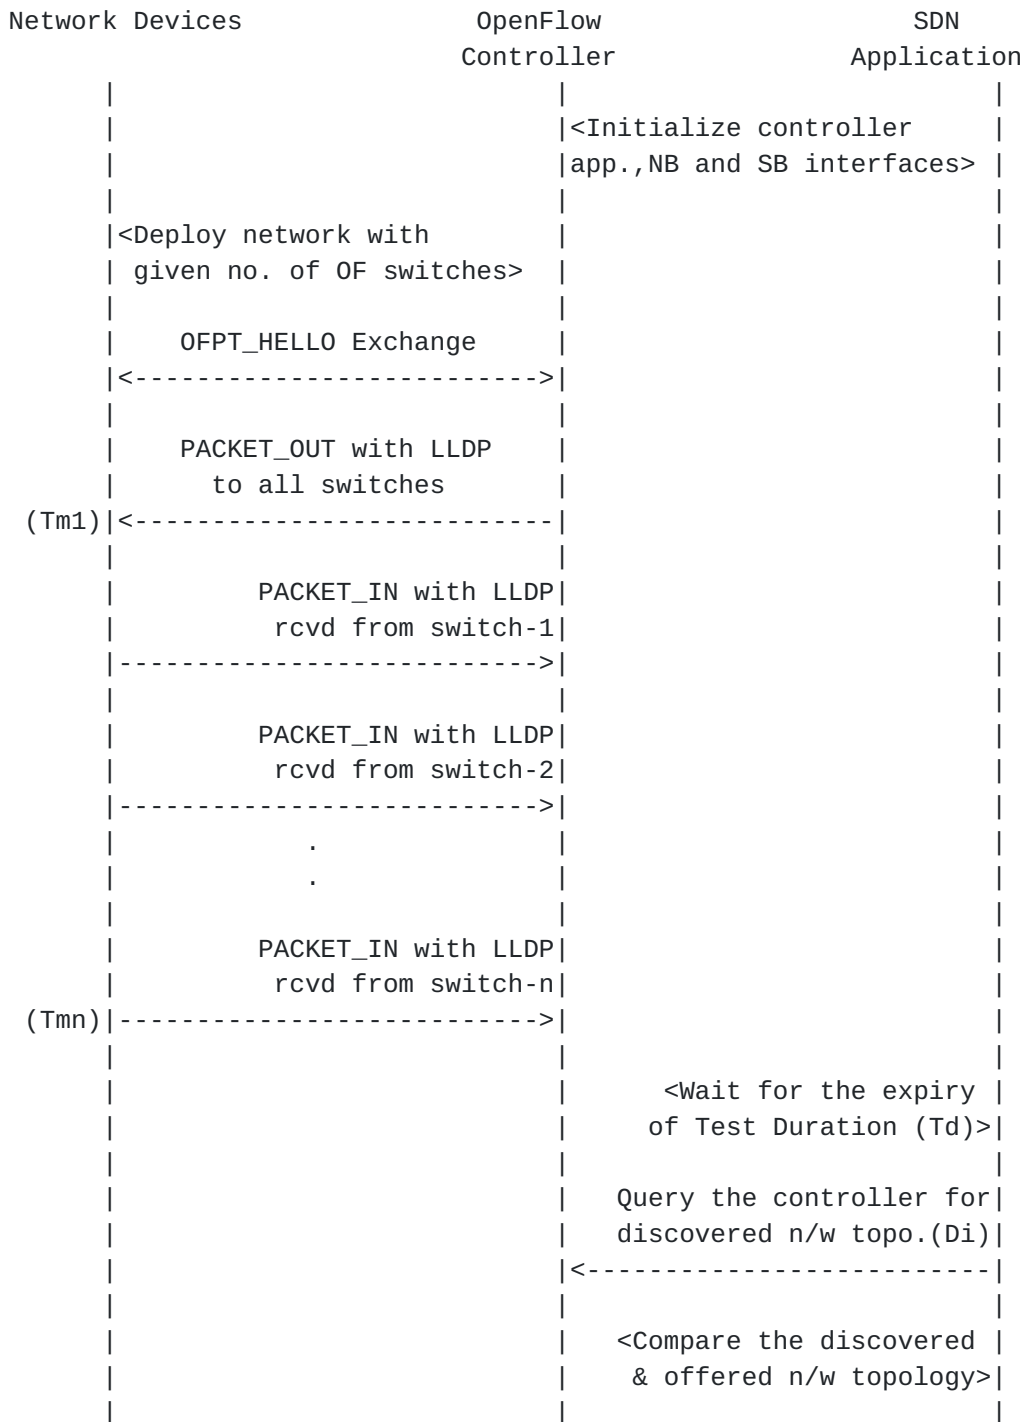 Network Devices               OpenFlow                    SDN
                             Controller               Application
      |                            |                           |
      |                            |<Initialize controller     |
      |                            |app.,NB and SB interfaces> |
      |                            |                           |
      |<Deploy network with        |                           |
      | given no. of OF switches>  |                           |
      |                            |                           |
      |    OFPT_HELLO Exchange     |                           |
      |<-------------------------->|                           |
      |                            |                           |
      |    PACKET_OUT with LLDP    |                           |
      |      to all switches       |                           |
 (Tm1)|<---------------------------|                           |
      |                            |                           |
      |         PACKET_IN with LLDP|                           |
      |          rcvd from switch-1|                           |
      |--------------------------->|                           |
      |                            |                           |
      |         PACKET_IN with LLDP|                           |
      |          rcvd from switch-2|                           |
      |--------------------------->|                           |
      |            .               |                           |
      |            .               |                           |
      |                            |                           |
      |         PACKET_IN with LLDP|                           |
      |          rcvd from switch-n|                           |
 (Tmn)|--------------------------->|                           |
      |                            |                           |
      |                            |      <Wait for the expiry |
      |                            |     of Test Duration (Td)>|
      |                            |                           |
      |                            |   Query the controller for|
      |                            |   discovered n/w topo.(Di)|
      |                            |<--------------------------|
      |                            |                           |
      |                            |   <Compare the discovered |
      |                            |    & offered n/w topology>|
      |                            |                           |